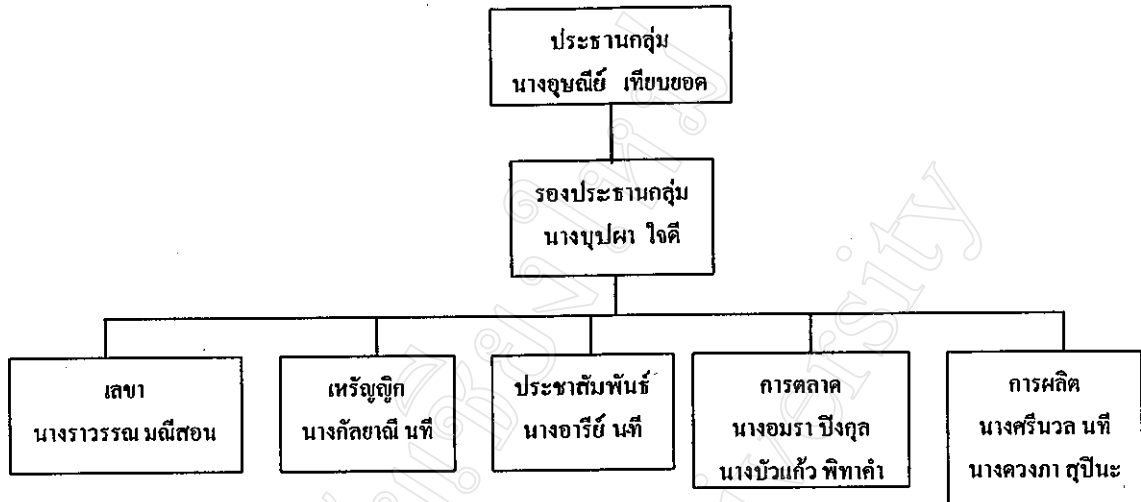 ประธานกลุ่ม
นางอุษณีย์ เทียบยอด
รองประธานกลุ่ม
นางบุปผา ใจดี
เลขา
นางราวรรณ มณีสอน
เหรัญญิก
นางกัลยาณี นที
ประชาสัมพันธ์
นางอารีย์ นที
การตลาด
นางอมรา ปิงกุล
นางบัวแก้ว พิทาคำ
การผลิต
นางศรีนวล นที
นางดวงภา สุปินะ